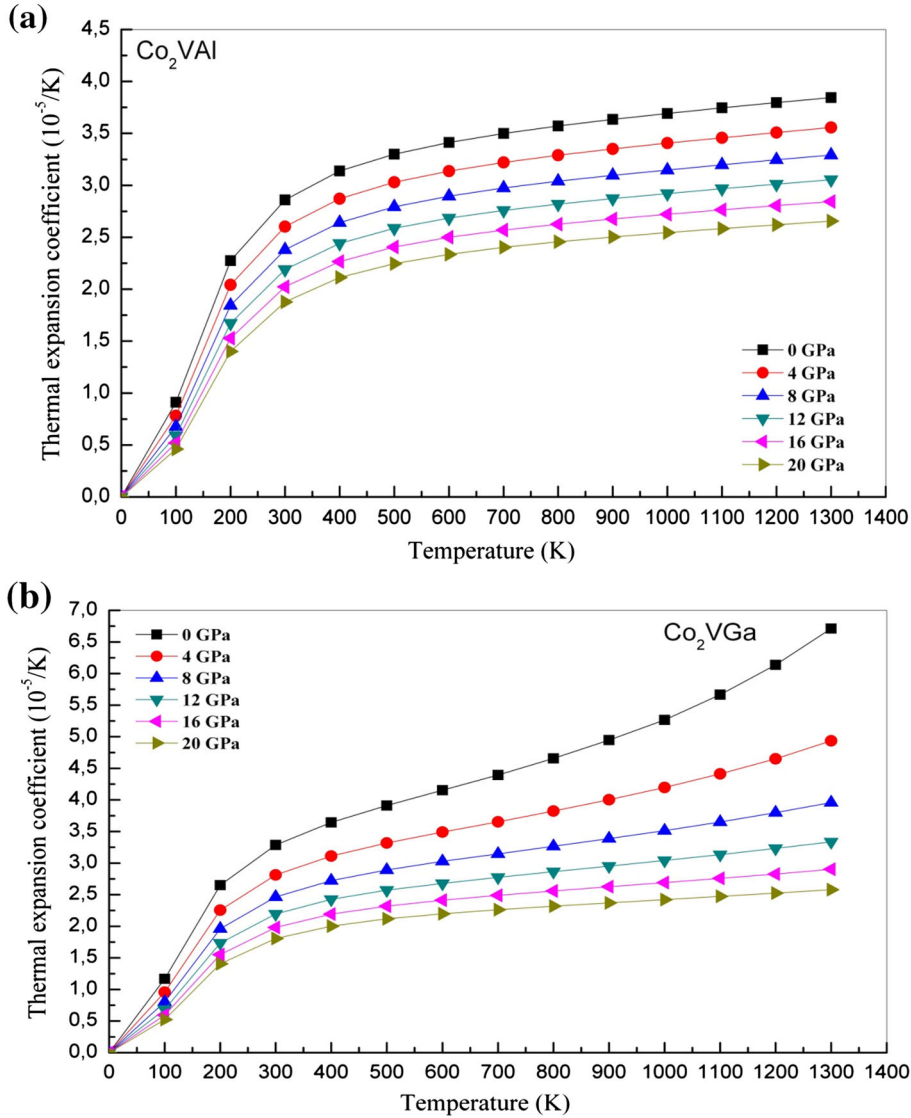 (a)
Co2VAl
Thermal expansion coefficient (10-5/K)
4,5
4,0
3,5
3,0
2,5
2,0
1,5
1,0
0,5
0,0
0 GPa
4 GPa
8 GPa
12 GPa
16 GPa
20 GPa
0 100 200 300 400 500 600 700 800 900 1000 1100 1200 1300 1400
Temperature (K)
(b)
Co2VGa
Thermal expansion coefficient (10-5/K)
7,0
6,5
6,0
5,5
5,0
4,5
4,0
3,5
3,0
2,5
2,0
1,5
1,0
0,5
0,0
0 GPa
4 GPa
8 GPa
12 GPa
16 GPa
20 GPa
0 100 200 300 400 500 600 700 800 900 1000 1100 1200 1300 1400
Temperature (K)